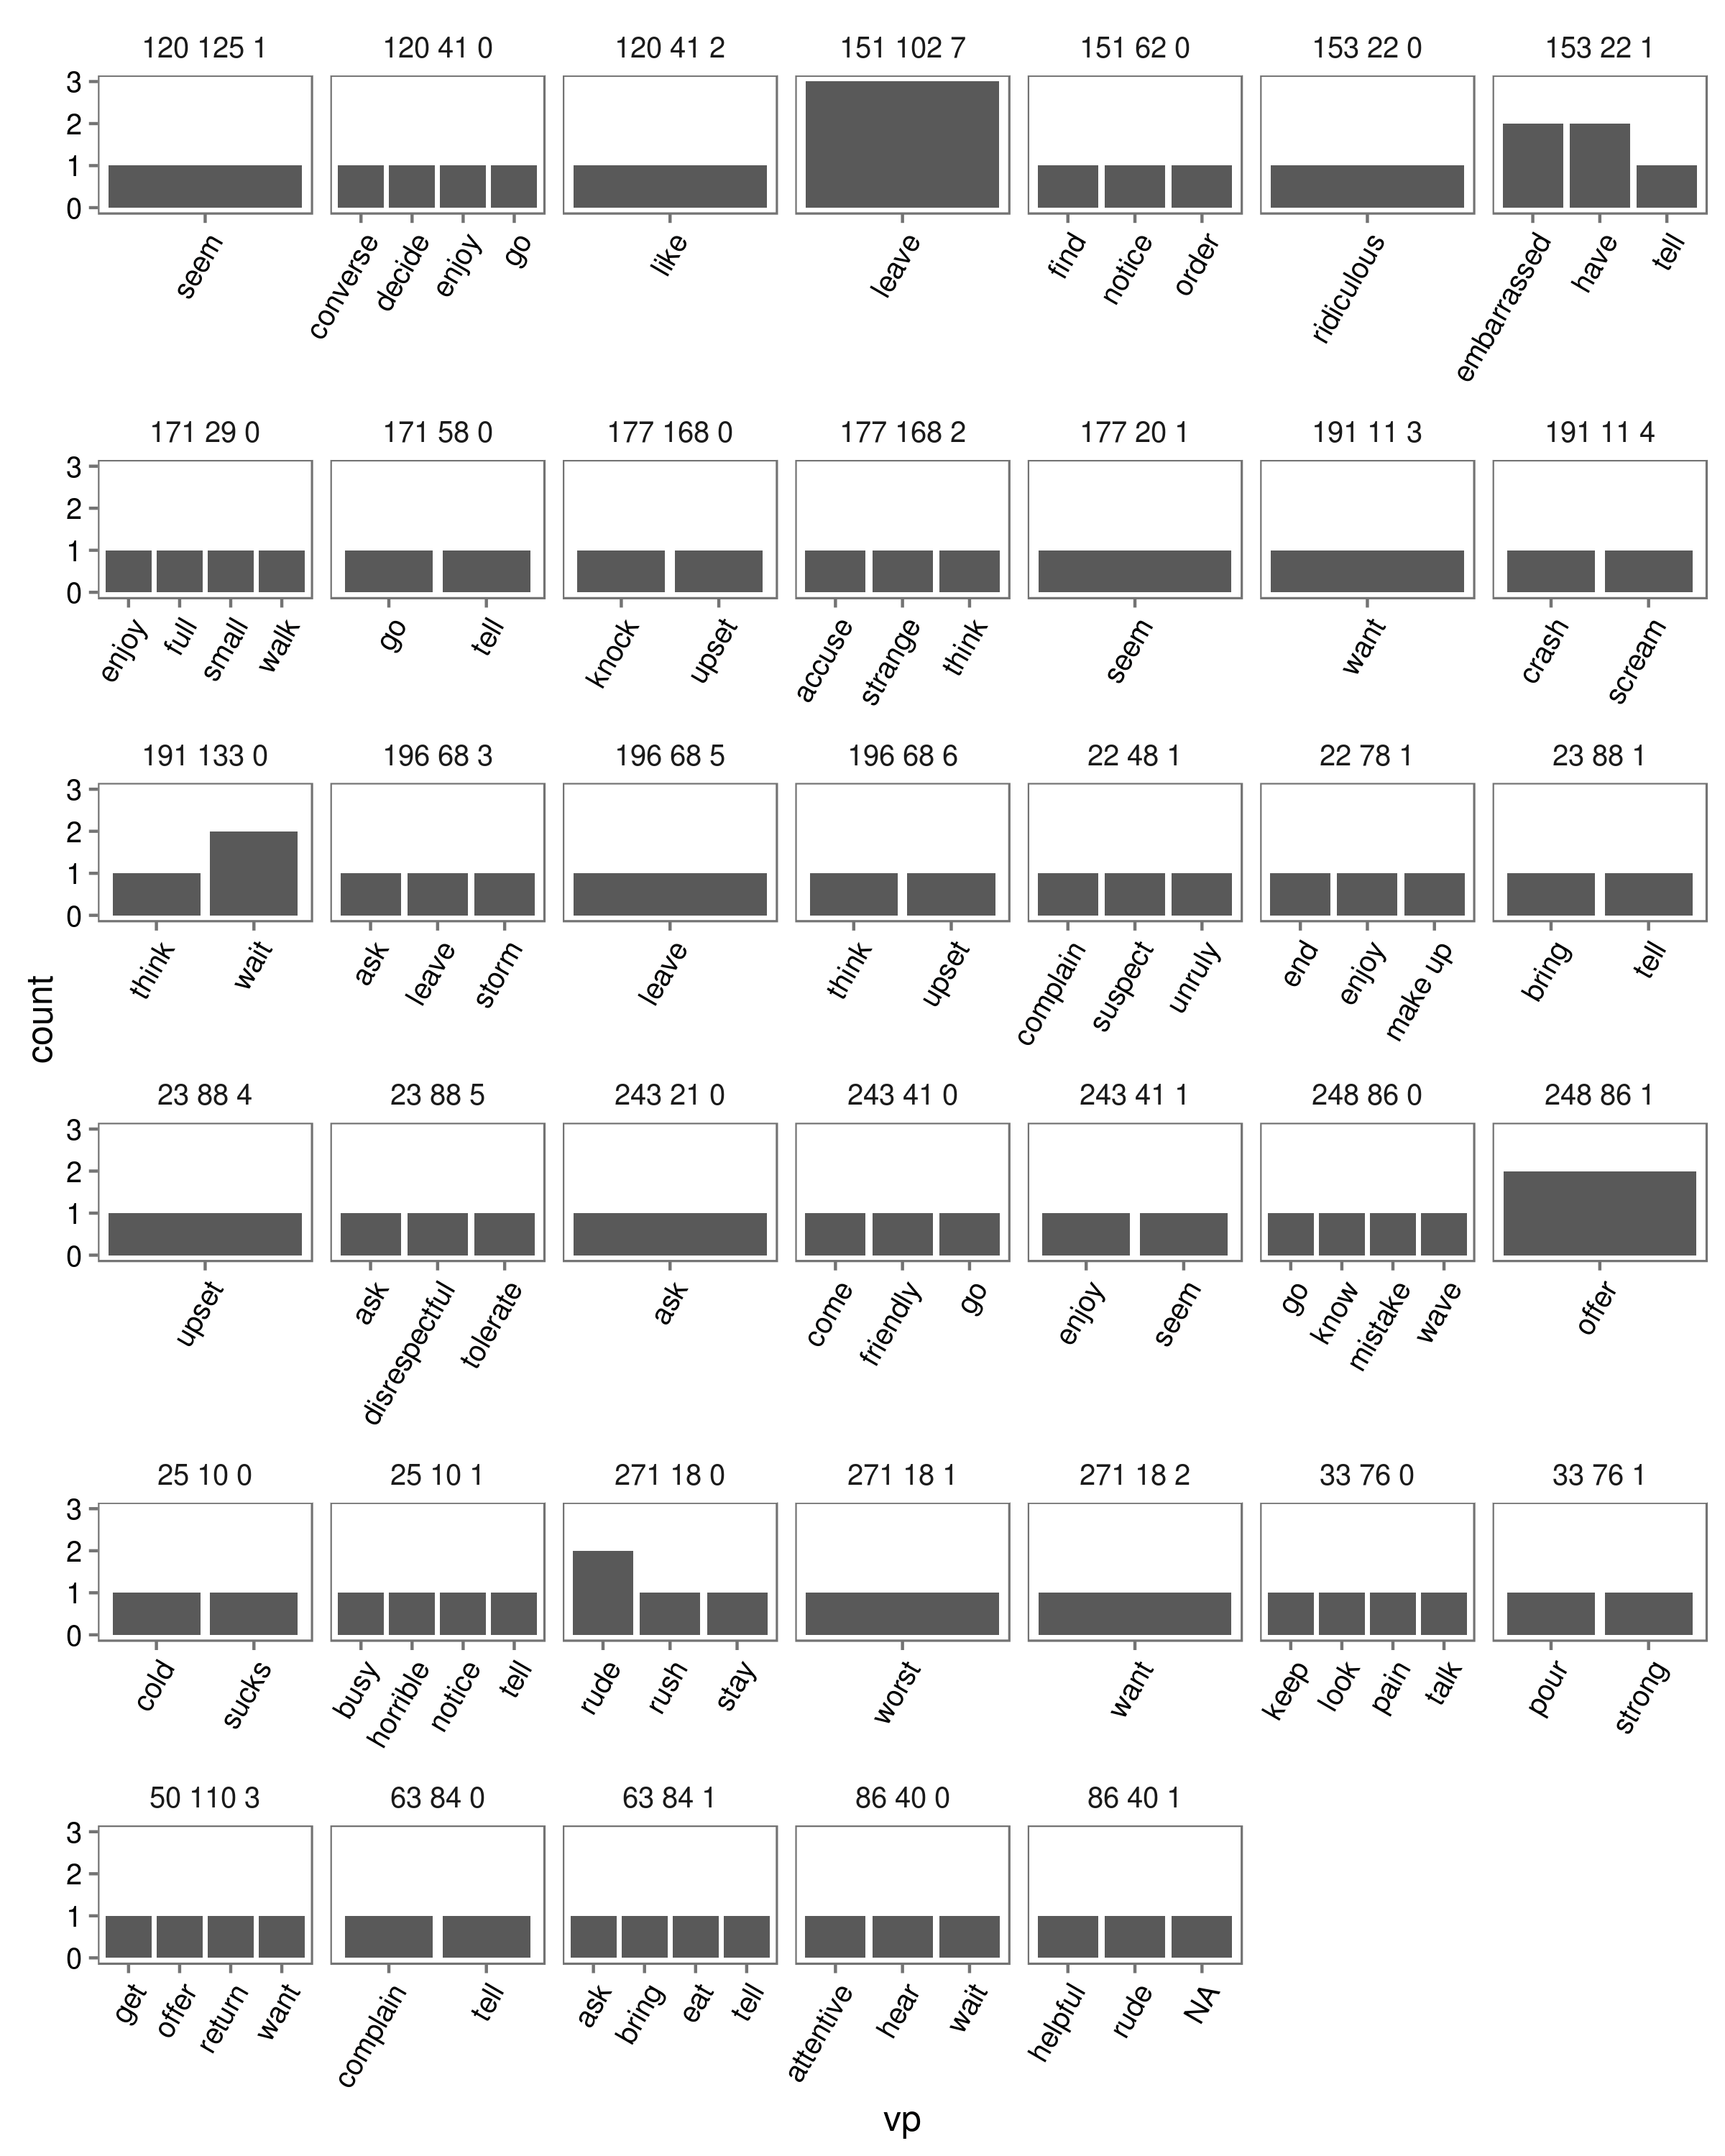 120 125 1 120 41 0 120 41 2 151 102 7 151 62 0 153 22 0 153 22 1
3
2
1
0
seem converse decide enjoy go like leave find notice order ridiculous embarrassed have tell
171 29 0 171 58 0 177 168 0 177 168 2 177 20 1 191 11 3 191 11 4
3
2
1
0
enjoy full small walk go tell knock upset accuse strange think seem want crash scream
191 133 0 196 68 3 196 68 5 196 68 6 22 48 1 22 78 1 23 88 1
3
2
1
0
think wait ask leave storm leave think upset complain suspect unruly end enjoy make up bring tell
count
23 88 4 23 88 5 243 21 0 243 41 0 243 41 1 248 86 0 248 86 1
3
2
1
0
upset ask disrespectful tolerate ask come friendly go enjoy seem go know mistake wave offer
25 10 0 25 10 1 271 18 0 271 18 1 271 18 2 33 76 0 33 76 1
3
2
1
0
cold sucks busy horrible notice tell rude rush stay worst want keep look pain talk pour strong
50 110 3 63 84 0 63 84 1 86 40 0 86 40 1
3
2
1
0
get offer return want complain tell ask bring eat tell attentive hear wait helpful rude NA
vp